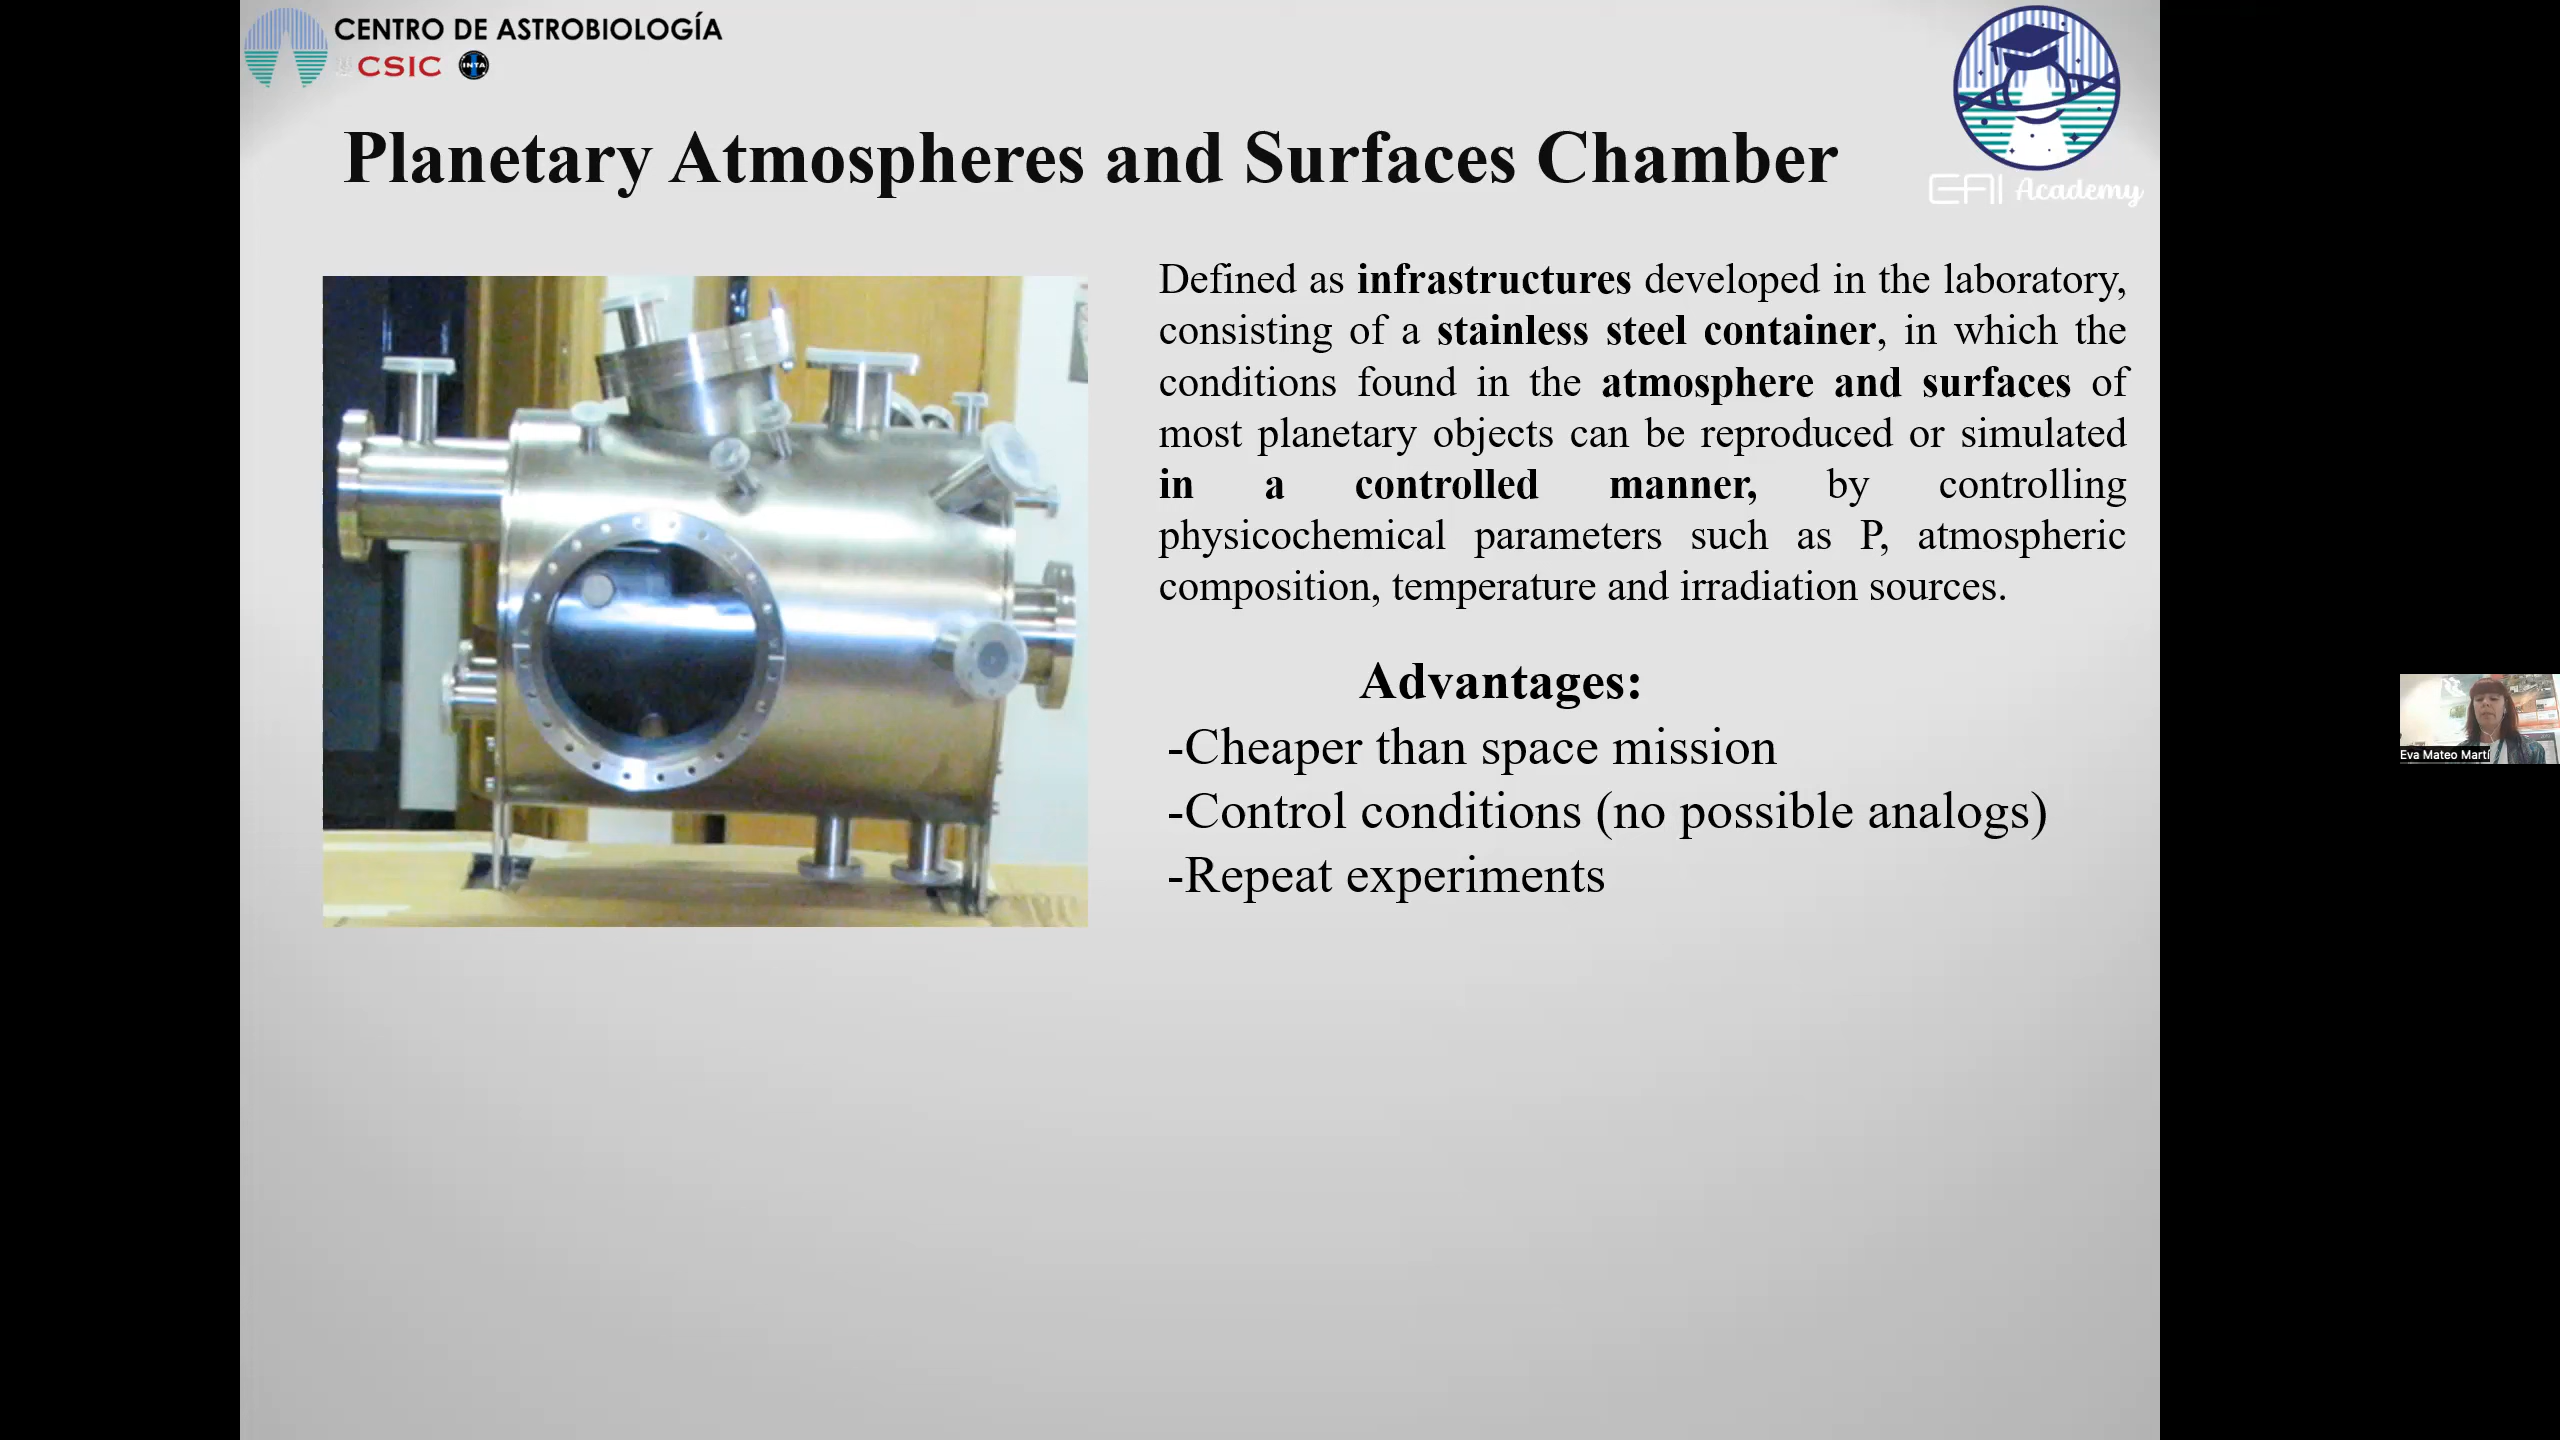 CENTRO DE ASTROBIOLOGÍA
CSIC INTA
EAI Academy
Planetary Atmospheres and Surfaces Chamber
Defined as infrastructures developed in the laboratory,
consisting of a stainless steel container, in which the
conditions found in the atmosphere and surfaces of
most planetary objects can be reproduced or simulated
in a controlled manner, by controlling
physicochemical parameters such as P, atmospheric
composition, temperature and irradiation sources.
Advantages:
-Cheaper than space mission
-Control conditions (no possible analogs)
-Repeat experiments
Eva Mateo Martí